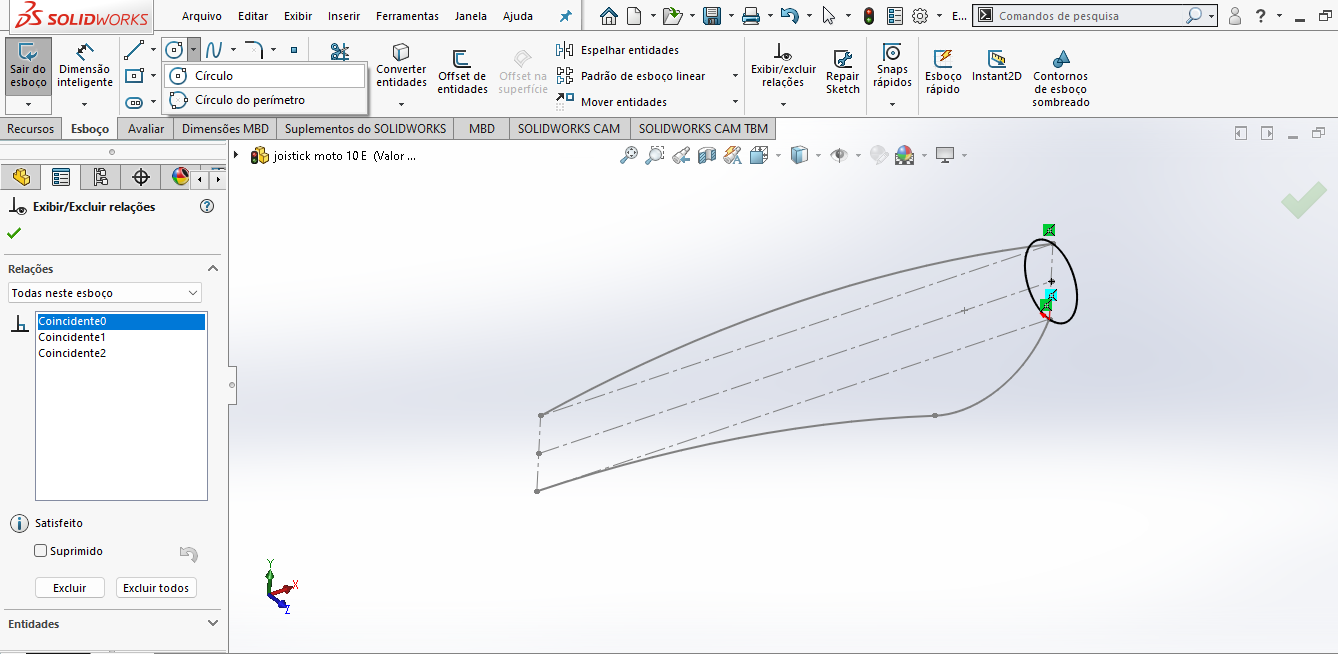 SOLIDWORKS
Arquivo Editar Exibir Inserir Ferramentas Janela Ajuda
E...
Comandos de pesquisa
Sair do esboço
Dimensão inteligente
Círculo
Círculo do perímetro
Converter entidades
Offset de entidades
Offset na superfície
Espelhar entidades
Padrão de esboço linear
Mover entidades
Exibir/excluir relações
Repair Sketch
Snaps rápidos
Esboço rápido
Instant2D
Contornos de esboço sombreado
Recursos Esboço Avaliar Dimensões MBD Suplementos do SOLIDWORKS MBD SOLIDWORKS CAM SOLIDWORKS CAM TBM
joistick moto 10 E (Valor ...
Exibir/Excluir relações
Relações
Todas neste esboço
Coincidente0
Coincidente1
Coincidente2
Satisfeito
Suprimido
Excluir Excluir todos
Entidades
Y
X
Z